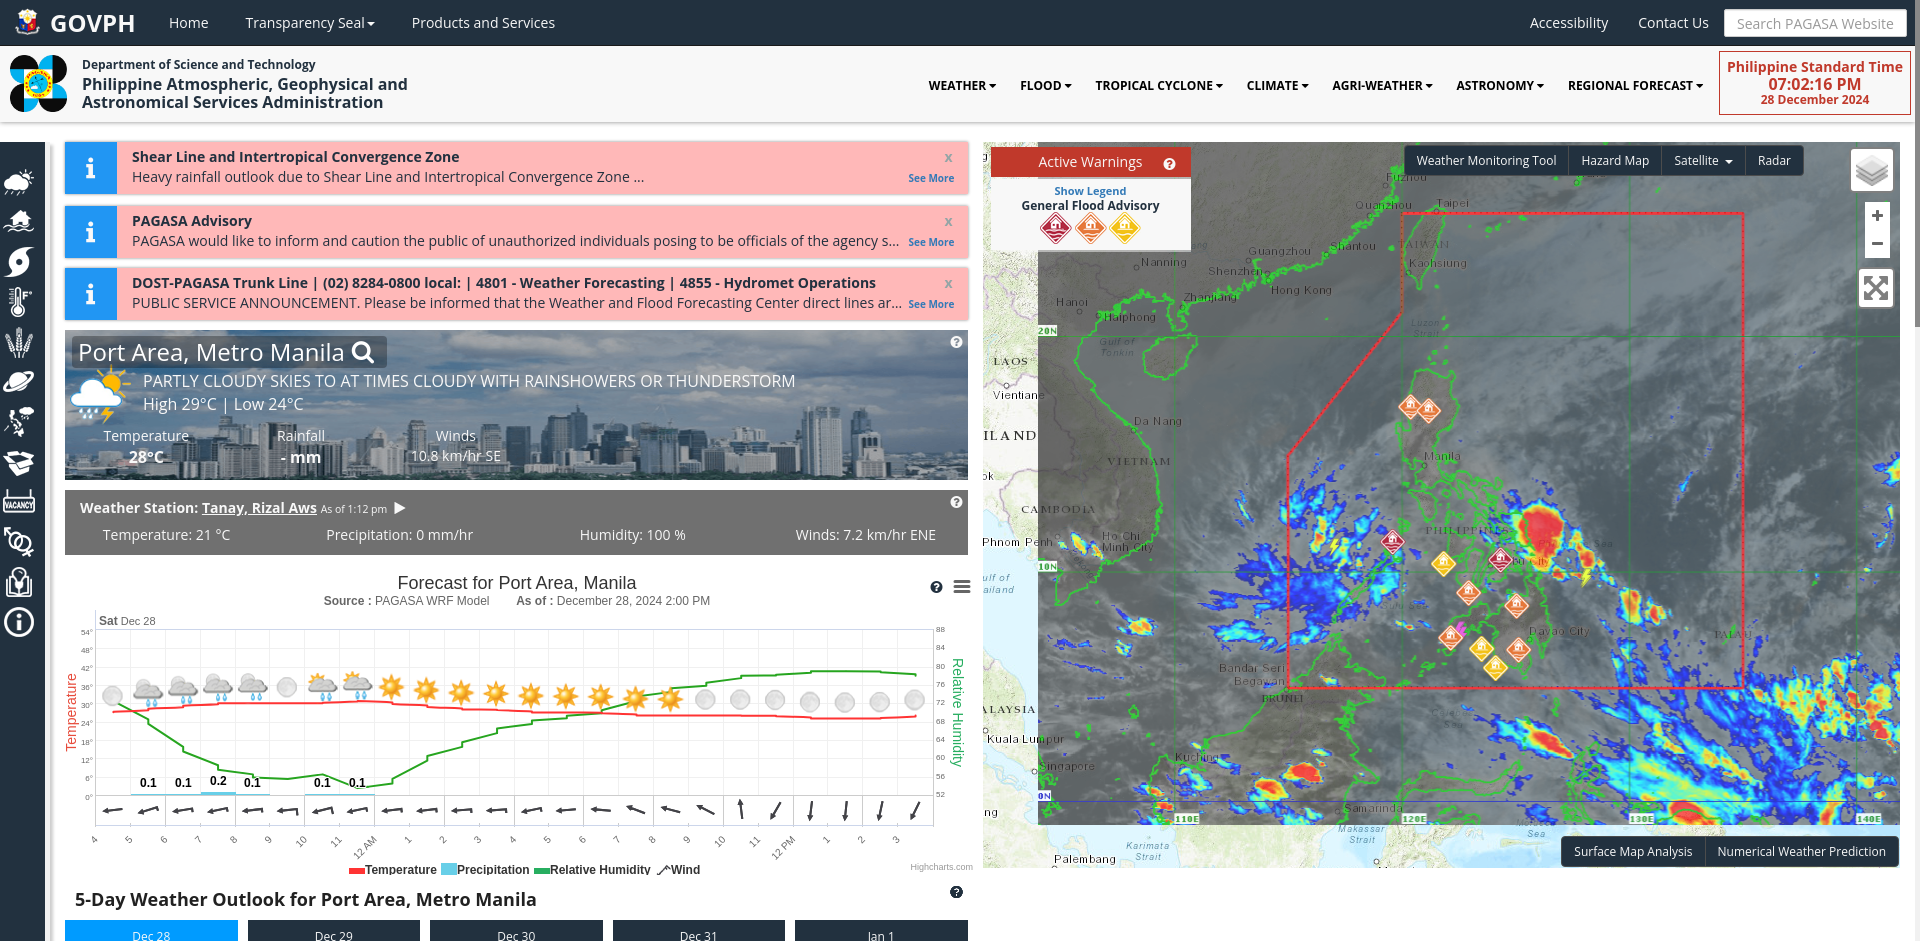 GOVPH Home Transparency Seal Products and Services Accessibility Contact Us Search PAGASA Website
Department of Science and Technology
Philippine Atmospheric, Geophysical and
Astronomical Services Administration
WEATHER FLOOD TROPICAL CYCLONE CLIMATE AGRI-WEATHER ASTRONOMY REGIONAL FORECAST
Philippine Standard Time
07:02:16 PM
28 December 2024
VACANCY
Shear Line and Intertropical Convergence Zone x
Heavy rainfall outlook due to Shear Line and Intertropical Convergence Zone ... See More
PAGASA Advisory x
PAGASA would like to inform and caution the public of unauthorized individuals posing to be officials of the agency s... See More
DOST-PAGASA Trunk Line | (02) 8284-0800 local: | 4801 - Weather Forecasting | 4855 - Hydromet Operations x
PUBLIC SERVICE ANNOUNCEMENT. Please be informed that the Weather and Flood Forecasting Center direct lines ar... See More
Port Area, Metro Manila
PARTLY CLOUDY SKIES TO AT TIMES CLOUDY WITH RAINSHOWERS OR THUNDERSTORM
High 29°C | Low 24°C
Temperature Rainfall Winds
28°C - mm 10.8 km/hr SE
Weather Station: Tanay, Rizal Aws As of 1:12 pm
Temperature: 21 °C Precipitation: 0 mm/hr Humidity: 100 % Winds: 7.2 km/hr ENE
Forecast for Port Area, Manila
Source : PAGASA WRF Model As of : December 28, 2024 2:00 PM
Sat Dec 28
Temperature
54°
48°
42°
36°
30°
24°
18°
12°
6°
0°
0.1 0.1 0.2 0.1 0.1 0.1
88
84
80
76
72
68
64
60
56
52
Relative Humidity
4 5 6 7 8 9 10 11 12 AM 1 2 3 4 5 6 7 8 9 10 11 12 PM 1 2 3
Temperature Precipitation Relative Humidity Wind
Highcharts.com
5-Day Weather Outlook for Port Area, Metro Manila
Dec 28 Dec 29 Dec 30 Dec 31 Jan 1
Active Warnings
Show Legend
General Flood Advisory
Weather Monitoring Tool Hazard Map Satellite Radar
+
−
Fuzhou
Quanzhou Taipei
Guangzhou Shantou TAIWAN
Nanning Shenzhen Kaohsiung
Hanoi Zhanjiang Hong Kong
Haiphong
20N
Luzon
Strait
Gulf of
Tonkin
LAOS
Vientiane
Da Nang
ILAND
Manila
VIETNAM
ok
CAMBODIA
PHILIPPINES
Phnom Penh Ho Chi
Minh City
10N
ulf of
ailand
Sulu Sea
Davao City
PALAU
Bandar Seri
Begawan
BRUNEI
ALAYSIA
Kuala Lumpur
Kuching
Singapore
0N
ng
Samarinda
110E 120E 130E 140E
Makassar
Strait
Sea
Karimata
Strait
Palembang
Surface Map Analysis Numerical Weather Prediction